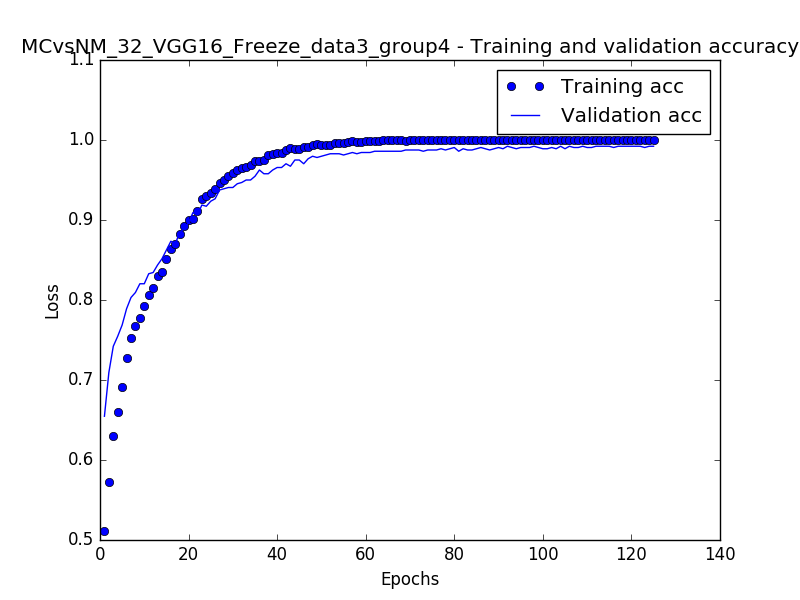 MCvsNM_32_VGG16_Freeze_data3_group4 - Training and validation accuracy
1.1
Training acc
Validation acc
1.0
0.9
0.8
Loss
0.7
0.6
0.5
0 20 40 60 80 100 120 140
Epochs